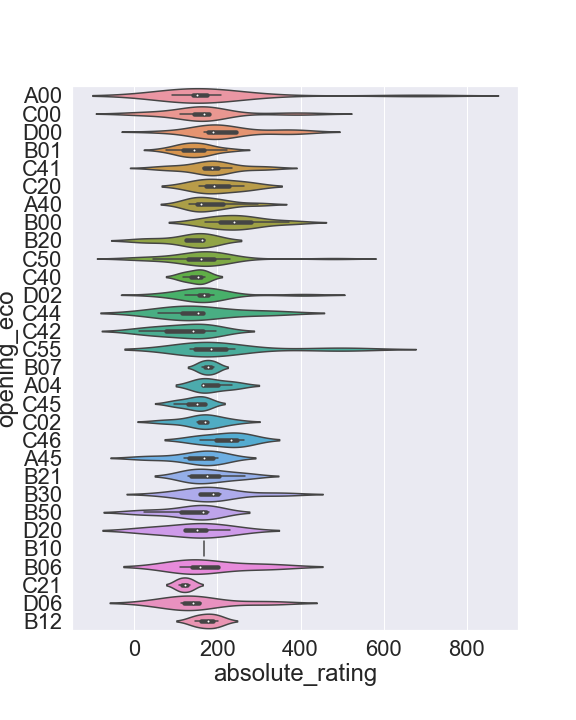 A00
C00
D00
B01
C41
C20
A40
B00
B20
C50
C40
D02
C44
C42
C55
B07
A04
C45
C02
C46
A45
B21
B30
B50
D20
B10
B06
C21
D06
B12
opening_eco
0 200 400 600 800
absolute_rating